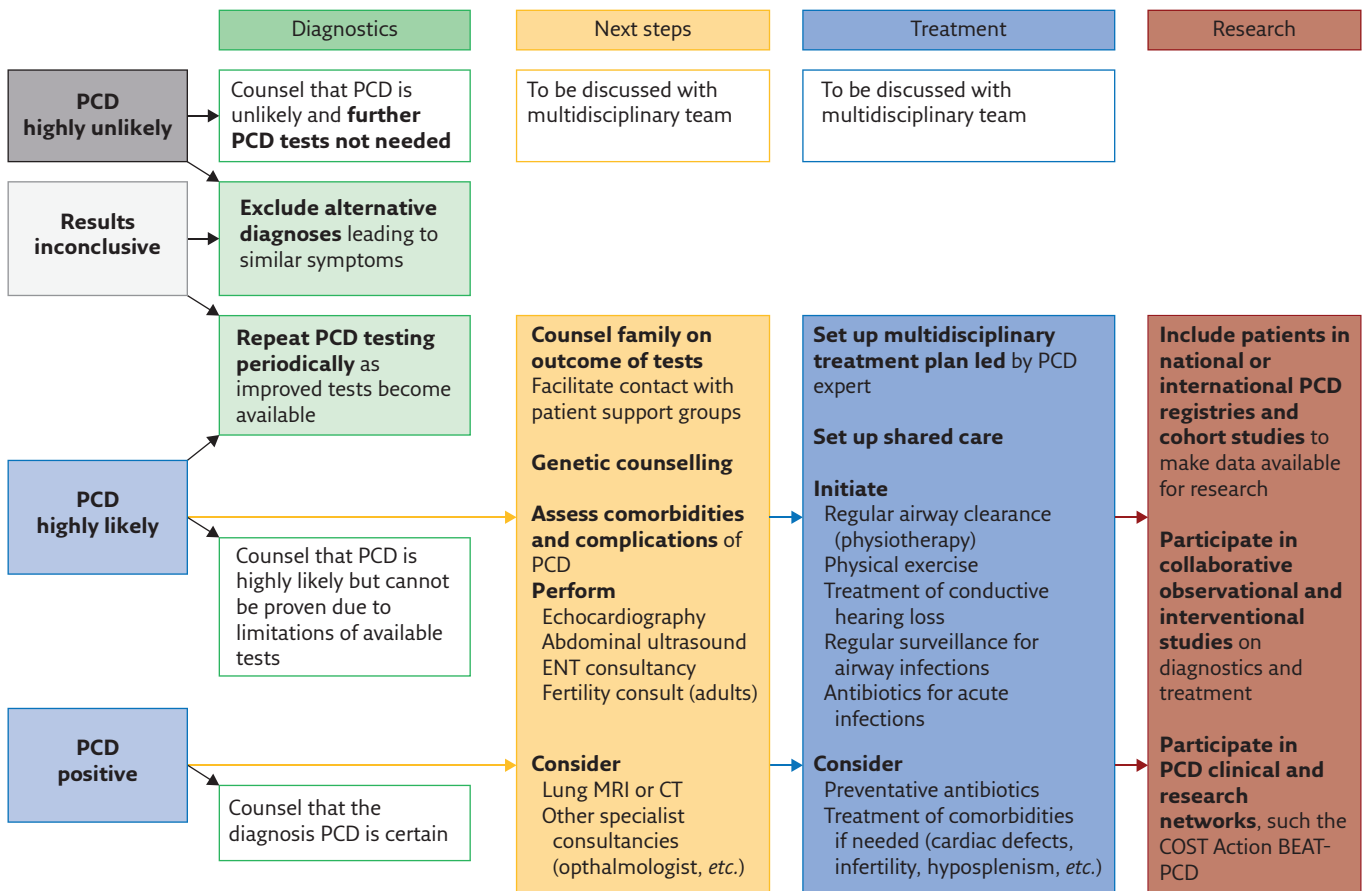 Diagnostics
Next steps
Treatment
Research
PCD
highly unlikely
Counsel that PCD is
unlikely and further
PCD tests not needed
To be discussed with
multidisciplinary team
To be discussed with
multidisciplinary team
Results
inconclusive
Exclude alternative
diagnoses leading to
similar symptoms
Repeat PCD testing
periodically as
improved tests become
available
PCD
highly likely
Counsel that PCD is
highly likely but cannot
be proven due to
limitations of available
tests
PCD
positive
Counsel that the
diagnosis PCD is certain
Counsel family on
outcome of tests
Facilitate contact with
patient support groups
Genetic counselling
Assess comorbidities
and complications of
PCD
Perform
Echocardiography
Abdominal ultrasound
ENT consultancy
Fertility consult (adults)
Consider
Lung MRI or CT
Other specialist
consultancies
(opthalmologist, etc.)
Set up multidisciplinary
treatment plan led by PCD
expert
Set up shared care
Initiate
Regular airway clearance
(physiotherapy)
Physical exercise
Treatment of conductive
hearing loss
Regular surveillance for
airway infections
Antibiotics for acute
infections
Consider
Preventative antibiotics
Treatment of comorbidities
if needed (cardiac defects,
infertility, hyposplenism, etc.)
Include patients in
national or
international PCD
registries and
cohort studies to
make data available
for research
Participate in
collaborative
observational and
interventional
studies on
diagnostics and
treatment
Participate in
PCD clinical and
research
networks, such the
COST Action BEAT-
PCD